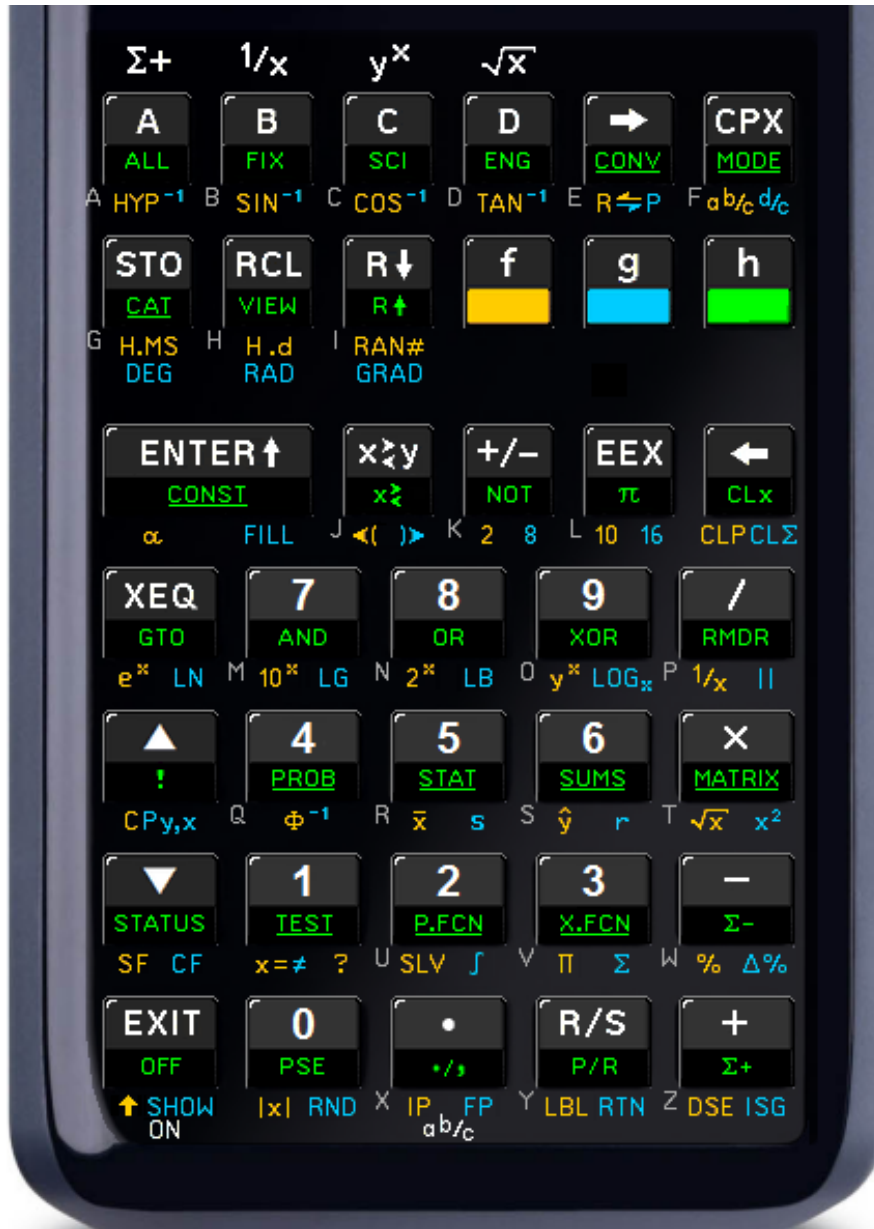 Σ+ 1/x yˣ √x
A B C D → CPX
ALL FIX SCI ENG CONV MODE
A HYP⁻¹ B SIN⁻¹ C COS⁻¹ D TAN⁻¹ E R⇋P F a b/c d/c
STO RCL R↓ f g h
CAT VIEW R↑
G H.MS H H.d I RAN#
DEG RAD GRAD
ENTER↑ x≷y +/− EEX ←
CONST x≷ NOT π CLx
α FILL J ◀( )▶ K 2 8 L 10 16 CLP CLΣ
XEQ 7 8 9 /
GTO AND OR XOR RMDR
eˣ LN M 10ˣ LG N 2ˣ LB O yˣ LOGₓ P 1/x ||
▲ 4 5 6 ×
! PROB STAT SUMS MATRIX
CPy,x Q Φ⁻¹ R x̄ s S ŷ r T √x x²
▼ 1 2 3 −
STATUS TEST P.FCN X.FCN Σ−
SF CF x=≠ ? U SLV ∫ V Π Σ W % Δ%
EXIT 0 . R/S +
OFF PSE ./, P/R Σ+
↑ SHOW |x| RND X IP FP Y LBL RTN Z DSE ISG
ON a b/c